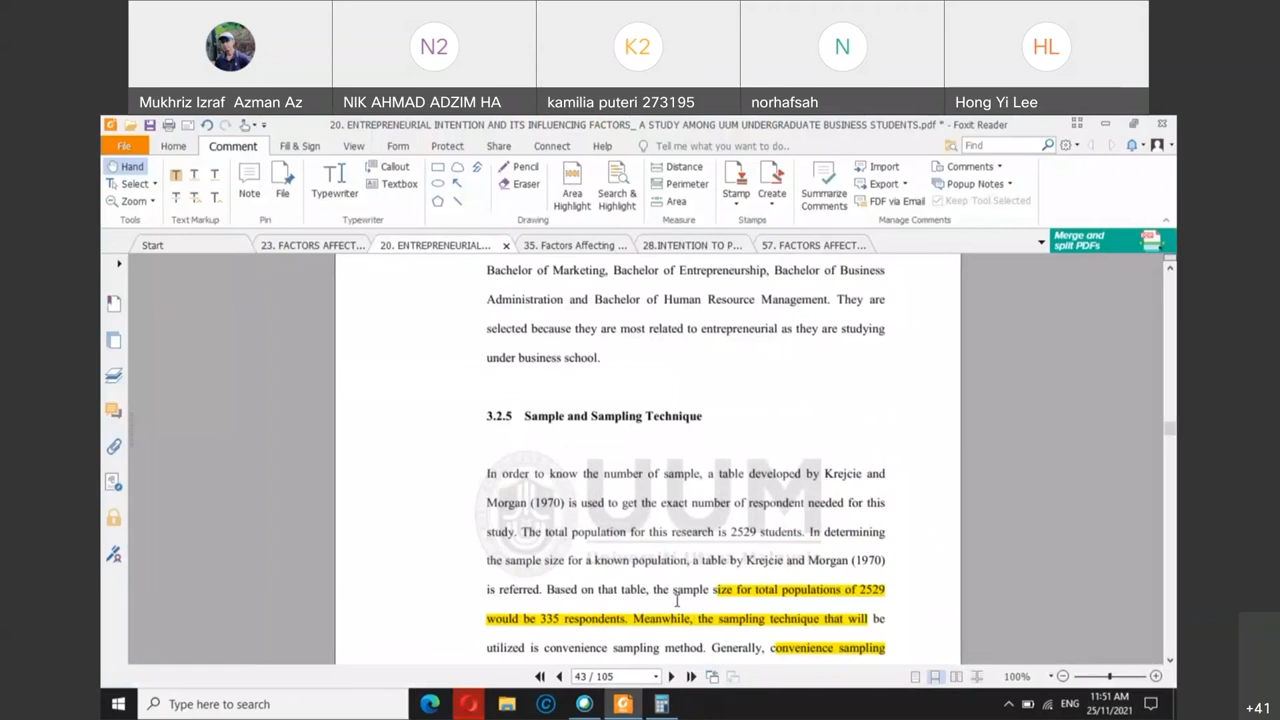 N2
K2
N
HL
Mukhriz Izraf Azman Az
NIK AHMAD ADZIM HA
kamilia puteri 273195
norhafsah
Hong Yi Lee
20. ENTREPRENEURIAL INTENTION AND ITS INFLUENCING FACTORS_ A STUDY AMONG UUM UNDERGRADUATE BUSINESS STUDENTS.pdf * - Foxit Reader
File Home Comment Fill & Sign View Form Protect Share Connect Help Tell me what you want to do.. Find
Hand
Select
Zoom
Tools
Text Markup
Note
File
Pin
Typewriter
Callout
Textbox
Typewriter
Pencil
Eraser
Drawing
Area Highlight
Search & Highlight
Distance
Perimeter
Area
Measure
Stamp
Create
Stamps
Summarize Comments
Import
Export
FDF via Email
Comments
Popup Notes
Keep Tool Selected
Manage Comments
Start
23. FACTORS AFFECT...
20. ENTREPRENEURIAL...
35. Factors Affecting ...
28.INTENTION TO P...
57. FACTORS AFFECT...
Merge and
split PDFs
Bachelor of Marketing, Bachelor of Entrepreneurship, Bachelor of Business
Administration and Bachelor of Human Resource Management. They are
selected because they are most related to entrepreneurial as they are studying
under business school.
3.2.5 Sample and Sampling Technique
In order to know the number of sample, a table developed by Krejcie and
Morgan (1970) is used to get the exact number of respondent needed for this
study. The total population for this research is 2529 students. In determining
the sample size for a known population, a table by Krejcie and Morgan (1970)
is referred. Based on that table, the sample size for total populations of 2529
would be 335 respondents. Meanwhile, the sampling technique that will be
utilized is convenience sampling method. Generally, convenience sampling
UUM
43 / 105
100%
Type here to search
ENG
11:51 AM
25/11/2021
+41